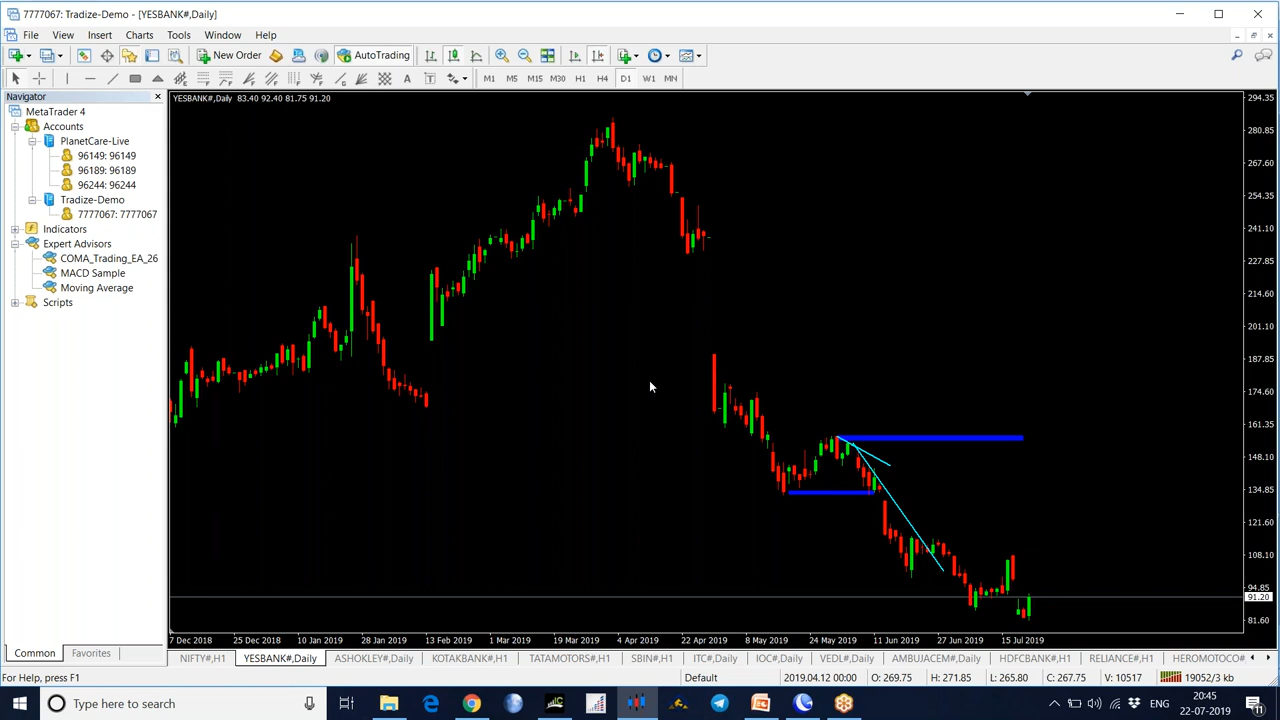 7777067: Tradize-Demo - [YESBANK#,Daily]
File View Insert Charts Tools Window Help
New Order AutoTrading
A T M1 M5 M15 M30 H1 H4 D1 W1 MN
Navigator
MetaTrader 4
Accounts
PlanetCare-Live
96149: 96149
96189: 96189
96244: 96244
Tradize-Demo
7777067: 7777067
Indicators
Expert Advisors
COMA_Trading_EA_26
MACD Sample
Moving Average
Scripts
Common Favorites
YESBANK#,Daily 83.40 92.40 81.75 91.20
294.35
280.85
267.60
254.35
241.10
227.85
214.60
201.10
187.85
174.60
161.35
148.10
134.85
121.60
108.10
94.85
91.20
81.60
7 Dec 2018 25 Dec 2018 10 Jan 2019 28 Jan 2019 13 Feb 2019 1 Mar 2019 19 Mar 2019 4 Apr 2019 22 Apr 2019 8 May 2019 24 May 2019 11 Jun 2019 27 Jun 2019 15 Jul 2019
NIFTY#,H1 YESBANK#,Daily ASHOKLEY#,Daily KOTAKBANK#,H1 TATAMOTORS#,H1 SBIN#,H1 ITC#,Daily IOC#,Daily VEDL#,Daily AMBUJACEM#,Daily HDFCBANK#,H1 RELIANCE#,H1 HEROMOTOCO#
For Help, press F1 Default 2019.04.12 00:00 O: 269.75 H: 271.85 L: 265.80 C: 267.75 V: 10517 19052/3 kb
Type here to search
ENG
20:45
22-07-2019
11